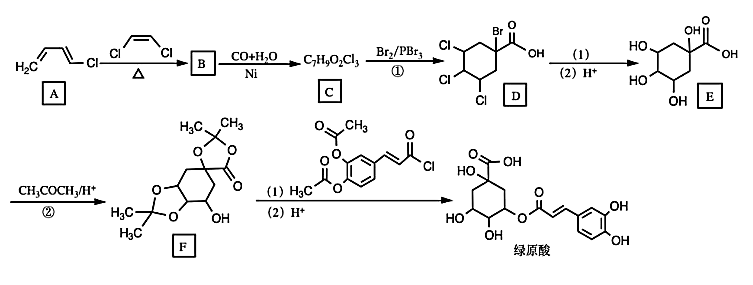 H₂C Cl
A
Cl Cl
△
B
CO+H₂O
Ni
C₇H₉O₂Cl₃
C
Br₂/PBr₃
①
Br O
Cl OH
Cl
Cl
D
(1)
(2) H⁺
OH O
HO OH
HO
OH
E
CH₃COCH₃/H⁺
②
H₃C CH₃
O O
O
O
H₃C O OH
H₃C
F
(1)
(2) H⁺
O CH₃
O O
O Cl
H₃C O
O OH
HO
HO O O
OH
OH
OH
绿原酸